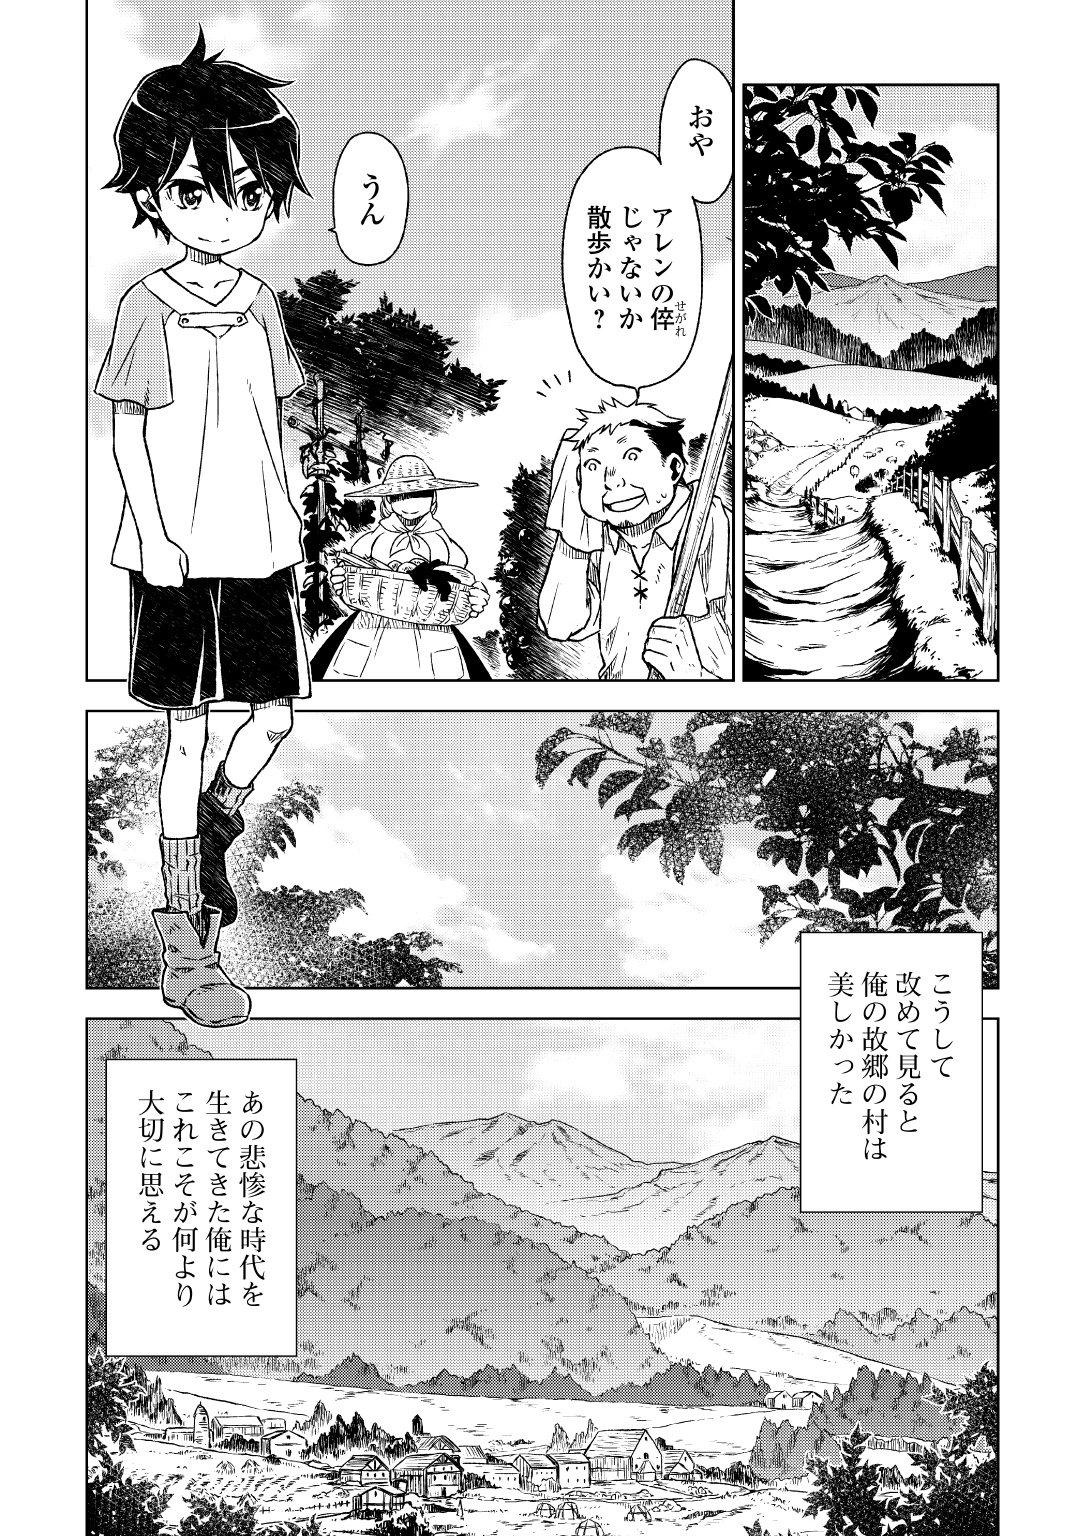 おや
アレンの倅
せがれ
じゃないか
散歩かい？
うん
こうして
改めて見ると
俺の故郷の村は
美しかった
あの悲惨な時代を
生きてきた俺には
これこそが何より
大切に思える